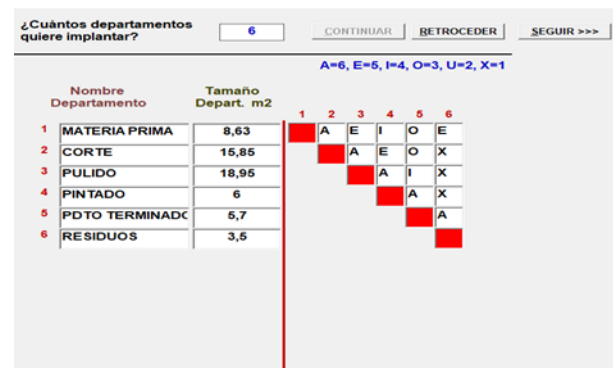 ¿Cuántos departamentos quiere implantar?
6
CONTINUAR
RETROCEDER
SEGUIR >>>
A=6, E=5, I=4, O=3, U=2, X=1
Nombre Departamento
Tamaño Depart. m2
1 2 3 4 5 6
1 MATERIA PRIMA 8,63 A E I O E
2 CORTE 15,85 A E O X
3 PULIDO 18,95 A I X
4 PINTADO 6 A X
5 PDTO TERMINADO 5,7 A
6 RESIDUOS 3,5